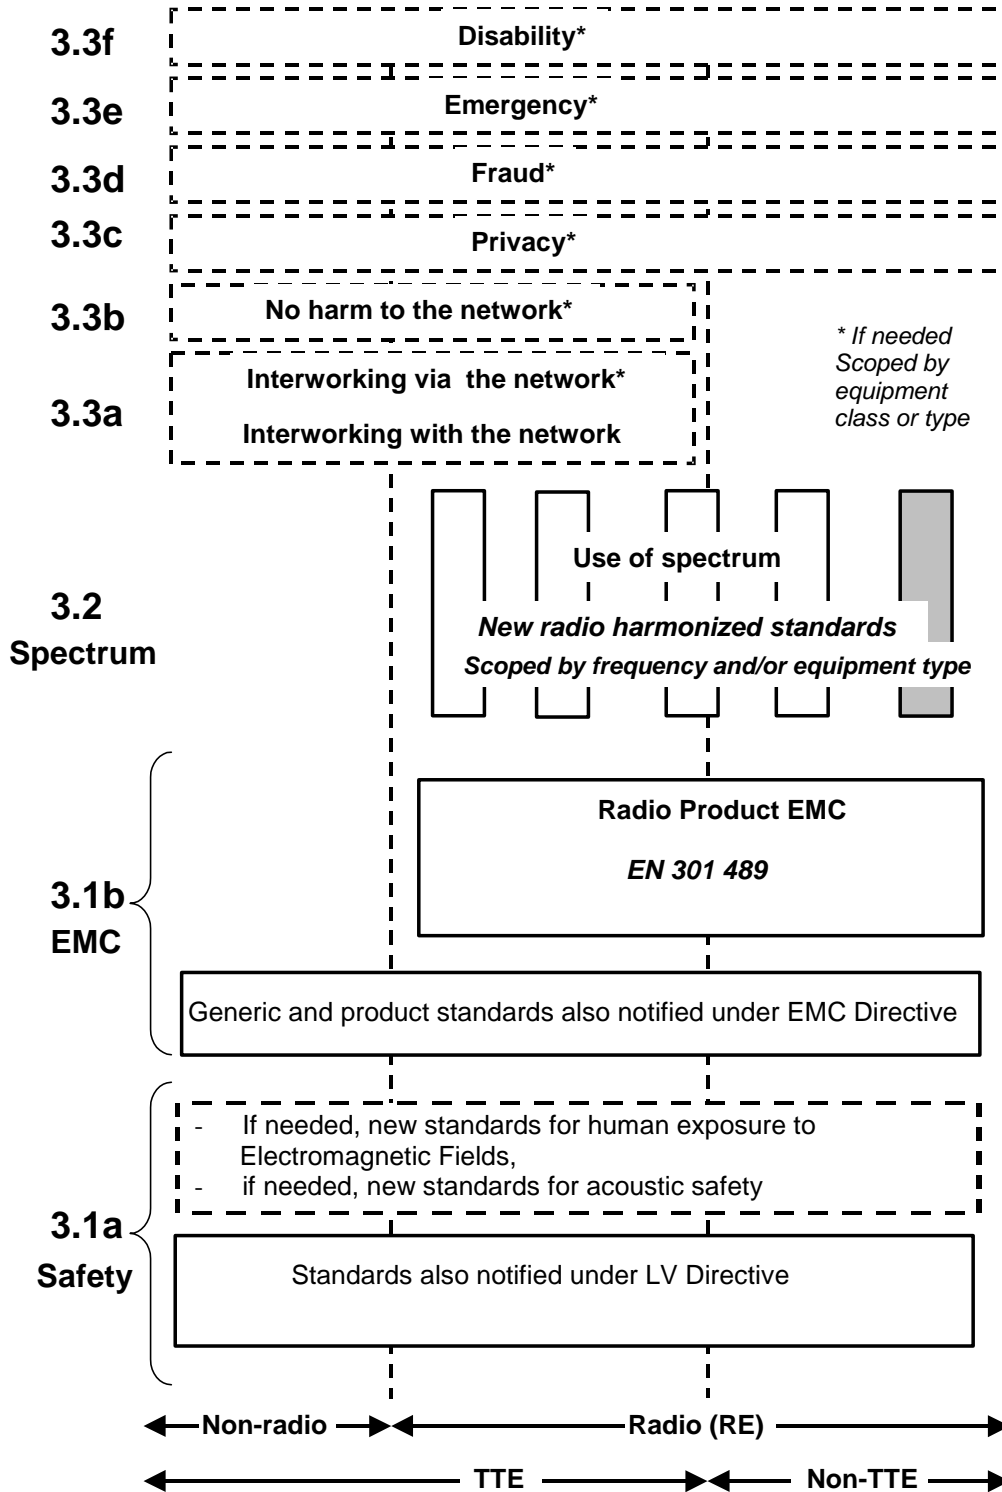 3.3f
Disability*
3.3e
Emergency*
3.3d
Fraud*
3.3c
Privacy*
3.3b
No harm to the network*
* If needed
Scoped by
equipment
class or type
3.3a
Interworking via the network*
Interworking with the network
3.2
Spectrum
Use of spectrum
New radio harmonized standards
Scoped by frequency and/or equipment type
3.1b
EMC
Radio Product EMC
EN 301 489
Generic and product standards also notified under EMC Directive
3.1a
Safety
- If needed, new standards for human exposure to
Electromagnetic Fields,
- if needed, new standards for acoustic safety
Standards also notified under LV Directive
Non-radio
Radio (RE)
TTE
Non-TTE